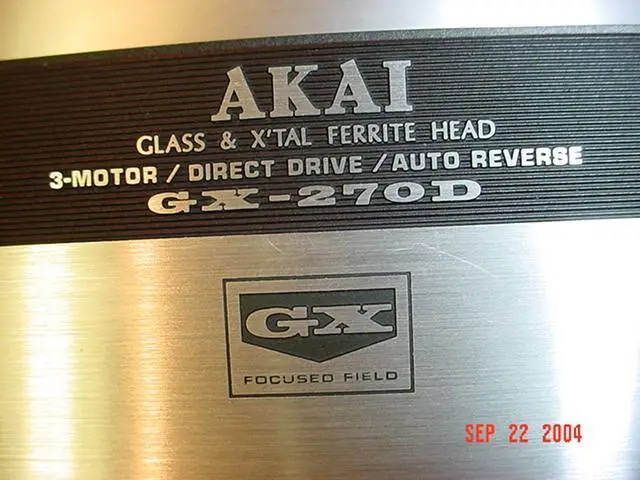 AKAI
GLASS & X'TAL FERRITE HEAD
3-MOTOR / DIRECT DRIVE / AUTO REVERSE
GX-270D
GX
FOCUSED FIELD
SEP 22 2004